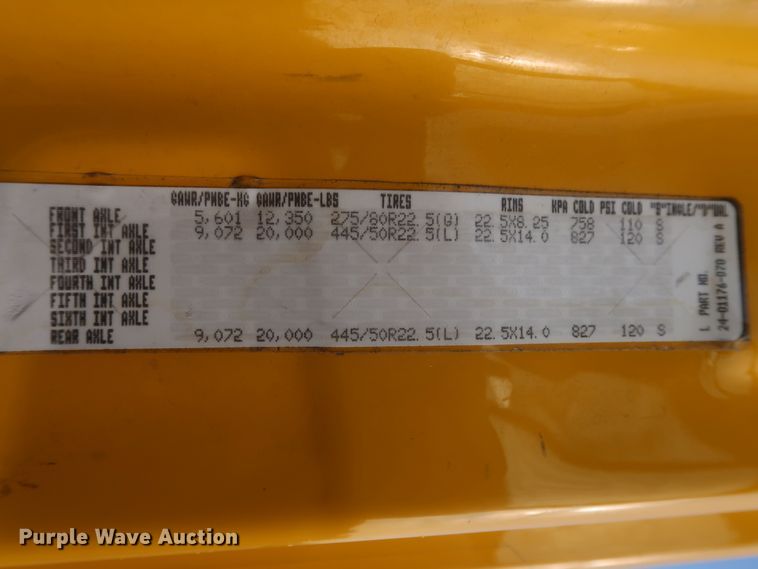 GAWR/PNBE-KG GAWR/PNBE-LBS TIRES RIMS KPA COLD PSI COLD "S"INGLE/"D"UAL
FRONT AXLE 5,601 12,350 275/80R22.5(G) 22.5X8.25 758 110 S
FIRST INT AXLE 9,072 20,000 445/50R22.5(L) 22.5X14.0 827 120 S
SECOND INT AXLE
THIRD INT AXLE
FOURTH INT AXLE
FIFTH INT AXLE
SIXTH INT AXLE
REAR AXLE 9,072 20,000 445/50R22.5(L) 22.5X14.0 827 120 S
L PART NO.
24-01176-070 REV A
Purple Wave Auction